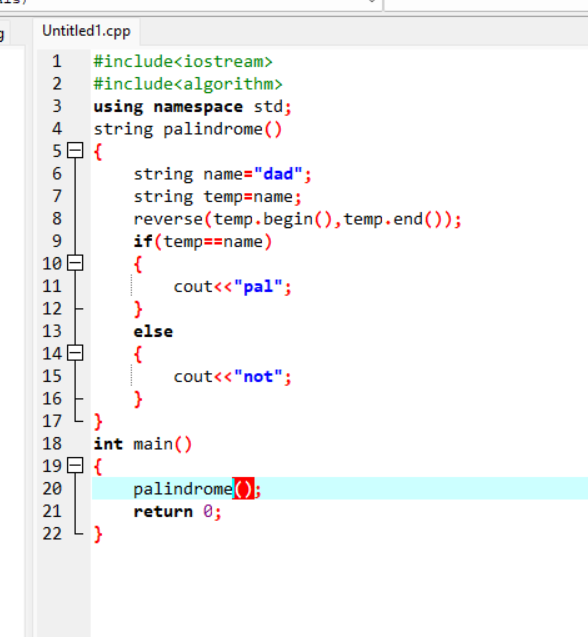 Untitled1.cpp
1 #include<iostream>
2 #include<algorithm>
3 using namespace std;
4 string palindrome()
5 {
6 string name="dad";
7 string temp=name;
8 reverse(temp.begin(),temp.end());
9 if(temp==name)
10 {
11 cout<<"pal";
12 }
13 else
14 {
15 cout<<"not";
16 }
17 }
18 int main()
19 {
20 palindrome();
21 return 0;
22 }